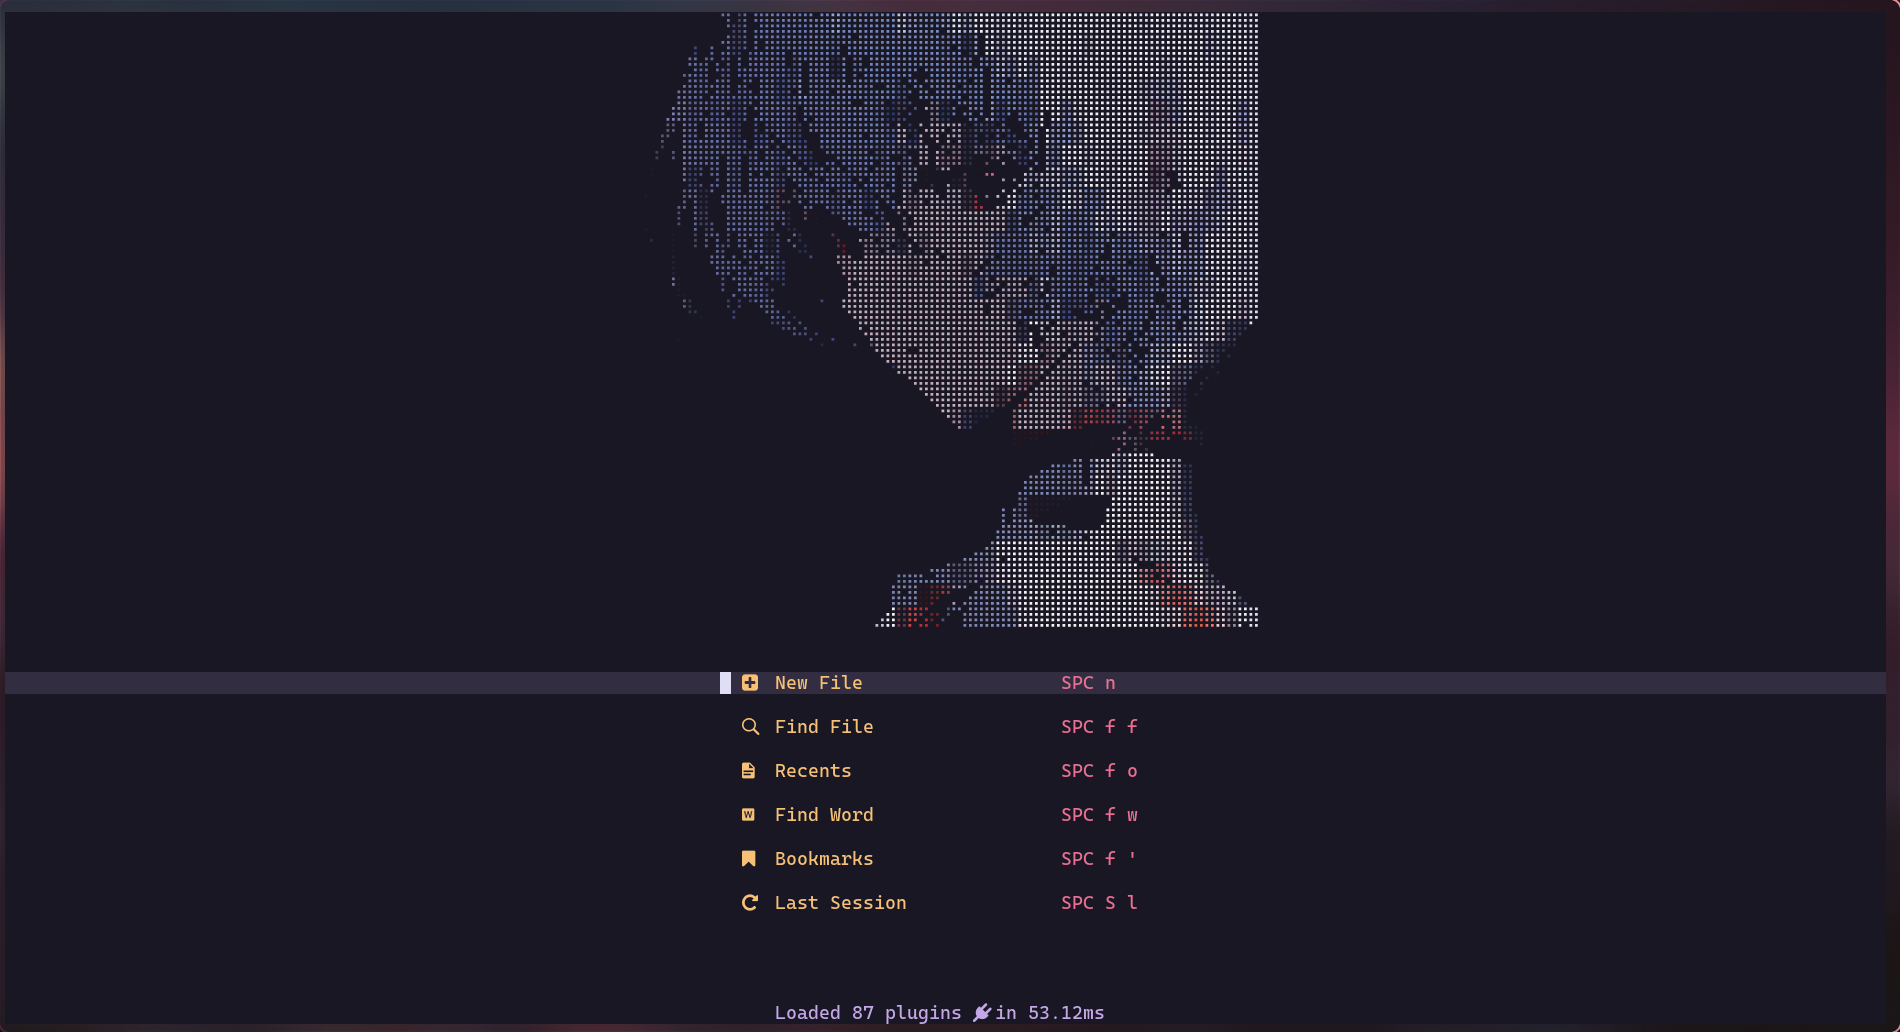 New File SPC n
Find File SPC f f
Recents SPC f o
Find Word SPC f w
Bookmarks SPC f '
Last Session SPC S l
Loaded 87 plugins in 53.12ms